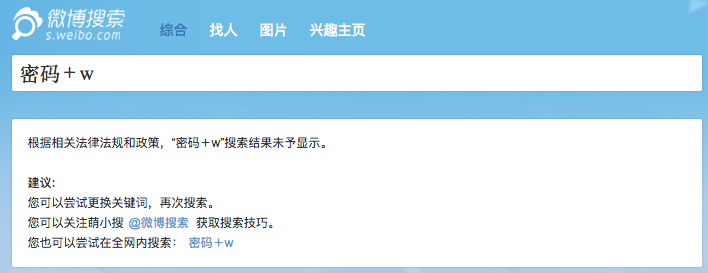 微博搜索
s.weibo.com
综合 找人 图片 兴趣主页
密码＋w
根据相关法律法规和政策，“密码＋w”搜索结果未予显示。
建议:
您可以尝试更换关键词，再次搜索。
您可以关注萌小搜 @微博搜索 获取搜索技巧。
您也可以尝试在全网内搜索： 密码＋w